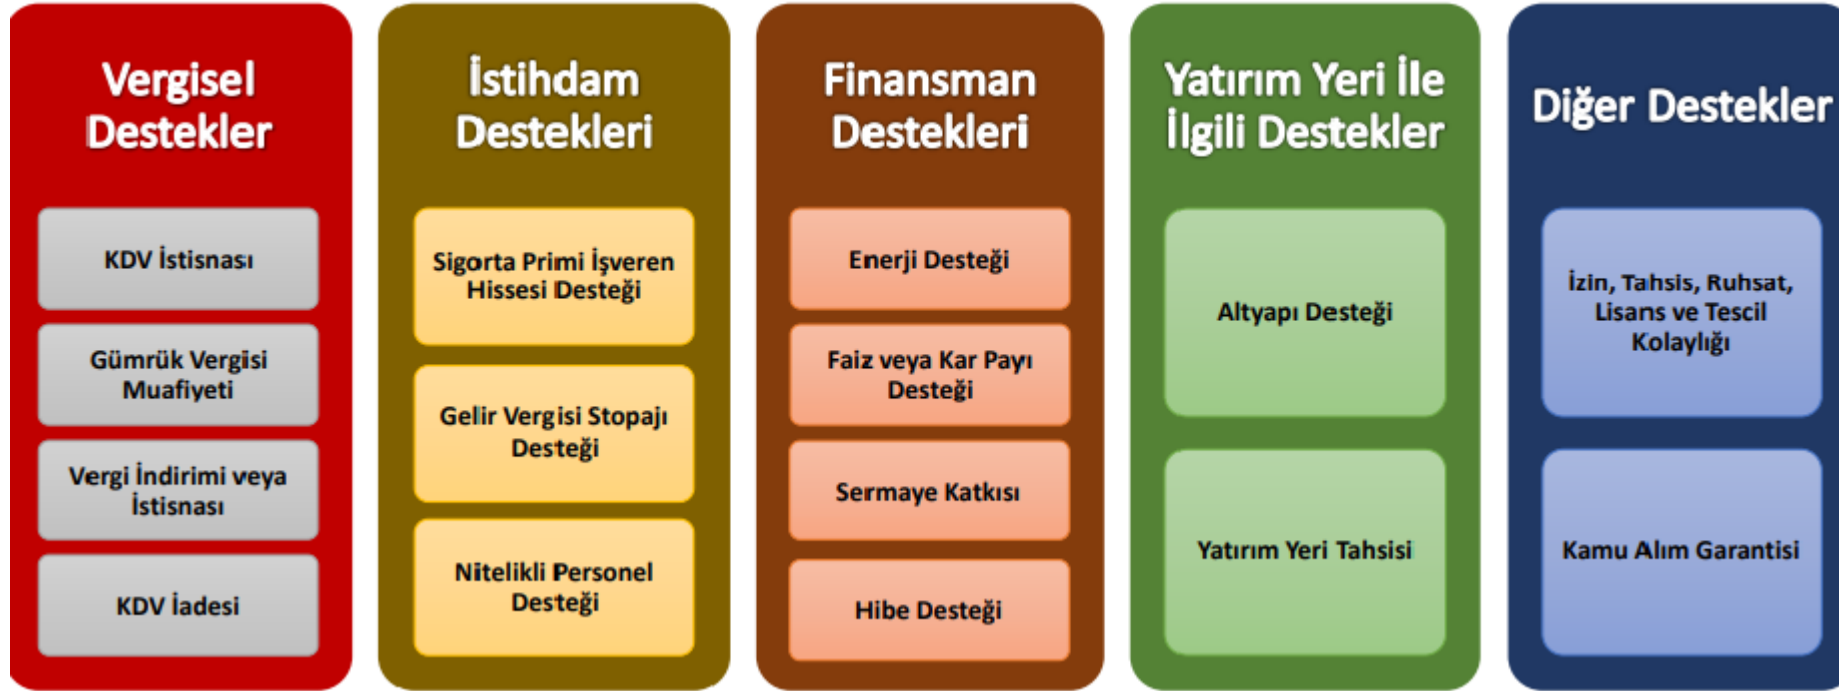 Vergisel
Destekler
KDV İstisnası
Gümrük Vergisi
Muafiyeti
Vergi İndirimi veya
İstisnası
KDV İadesi
İstihdam
Destekleri
Sigorta Primi İşveren
Hissesi Desteği
Gelir Vergisi Stopajı
Desteği
Nitelikli Personel
Desteği
Finansman
Destekleri
Enerji Desteği
Faiz veya Kar Payı
Desteği
Sermaye Katkısı
Hibe Desteği
Yatırım Yeri İle
İlgili Destekler
Altyapı Desteği
Yatırım Yeri Tahsisi
Diğer Destekler
İzin, Tahsis, Ruhsat,
Lisans ve Tescil
Kolaylığı
Kamu Alım Garantisi